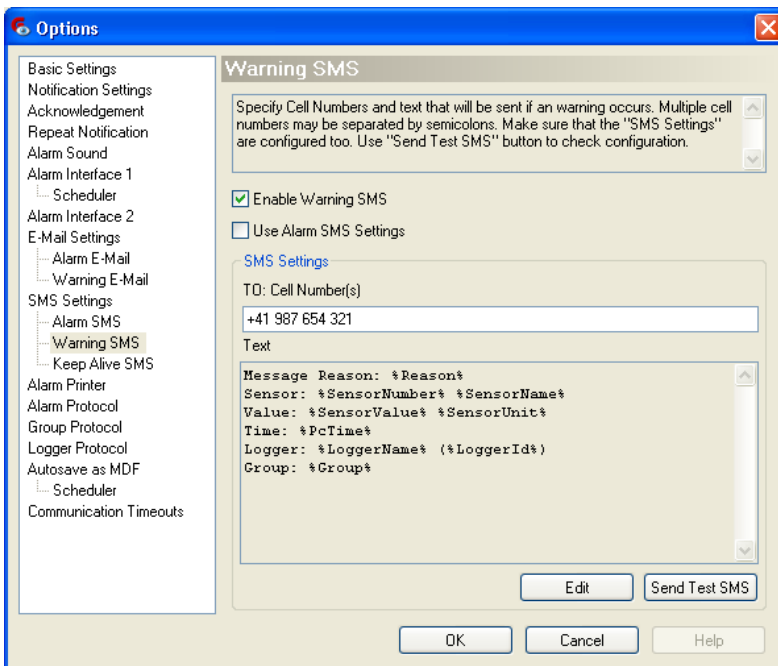 Options
Basic Settings
Notification Settings
Acknowledgement
Repeat Notification
Alarm Sound
Alarm Interface 1
Scheduler
Alarm Interface 2
E-Mail Settings
Alarm E-Mail
Warning E-Mail
SMS Settings
Alarm SMS
Warning SMS
Keep Alive SMS
Alarm Printer
Alarm Protocol
Group Protocol
Logger Protocol
Autosave as MDF
Scheduler
Communication Timeouts
Warning SMS
Specify Cell Numbers and text that will be sent if an warning occurs. Multiple cell
numbers may be separated by semicolons. Make sure that the "SMS Settings"
are configured too. Use "Send Test SMS" button to check configuration.
Enable Warning SMS
Use Alarm SMS Settings
SMS Settings
TO: Cell Number(s)
+41 987 654 321
Text
Message Reason: %Reason%
Sensor: %SensorNumber% %SensorName%
Value: %SensorValue% %SensorUnit%
Time: %PcTime%
Logger: %LoggerName% (%LoggerId%)
Group: %Group%
Edit
Send Test SMS
OK
Cancel
Help